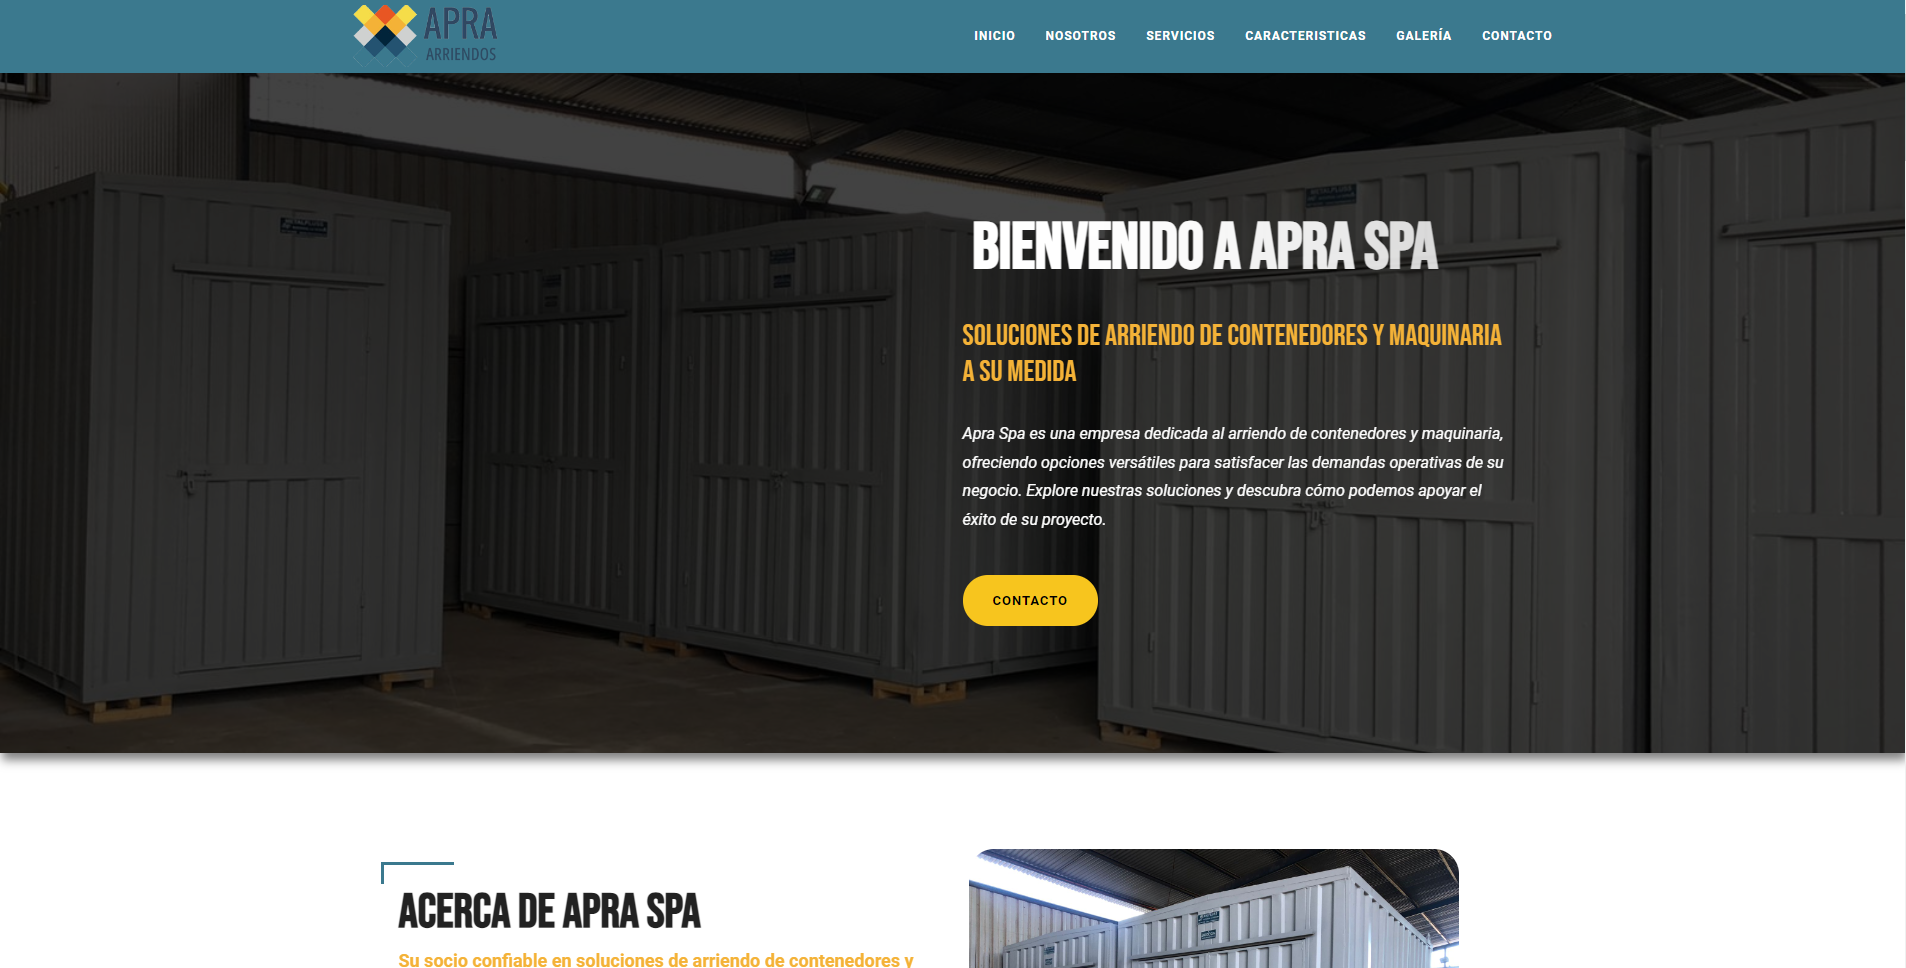 APRA
ARRIENDOS
INICIO NOSOTROS SERVICIOS CARACTERISTICAS GALERÍA CONTACTO
BIENVENIDO A APRA SPA
SOLUCIONES DE ARRIENDO DE CONTENEDORES Y MAQUINARIA
A SU MEDIDA
Apra Spa es una empresa dedicada al arriendo de contenedores y maquinaria,
ofreciendo opciones versátiles para satisfacer las demandas operativas de su
negocio. Explore nuestras soluciones y descubra cómo podemos apoyar el
éxito de su proyecto.
CONTACTO
ACERCA DE APRA SPA
Su socio confiable en soluciones de arriendo de contenedores y